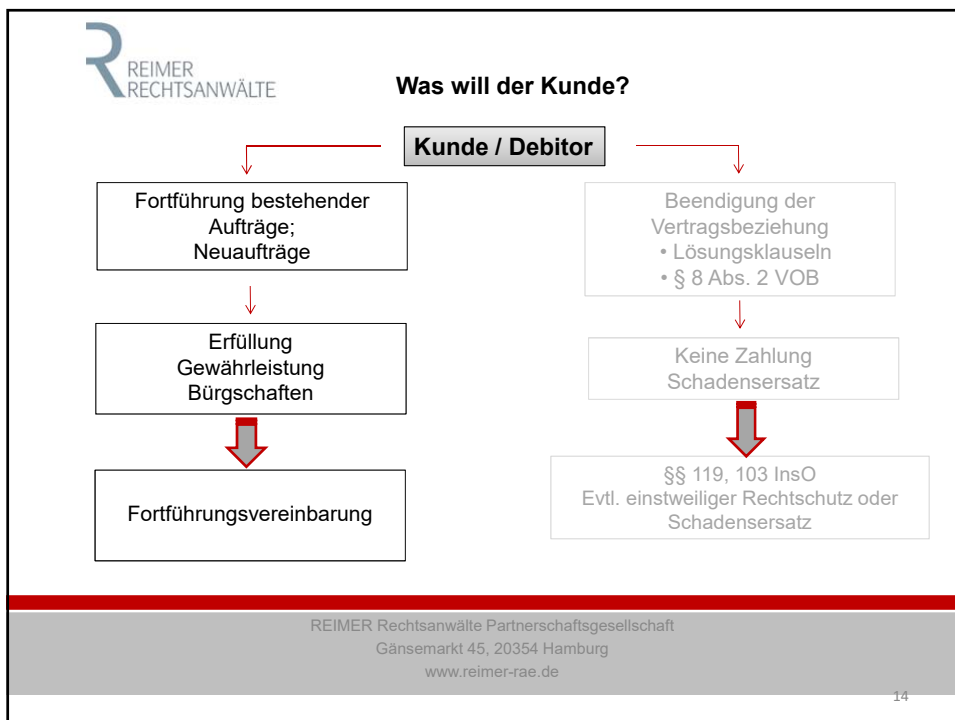 REIMER
RECHTSANWÄLTE
Was will der Kunde?
Kunde / Debitor
Fortführung bestehender
Aufträge;
Neuaufträge
Erfüllung
Gewährleistung
Bürgschaften
Fortführungsvereinbarung
Beendigung der
Vertragsbeziehung
• Lösungsklauseln
• § 8 Abs. 2 VOB
Keine Zahlung
Schadensersatz
§§ 119, 103 InsO
Evtl. einstweiliger Rechtschutz oder
Schadensersatz
REIMER Rechtsanwälte Partnerschaftsgesellschaft
Gänsemarkt 45, 20354 Hamburg
www.reimer-rae.de
14